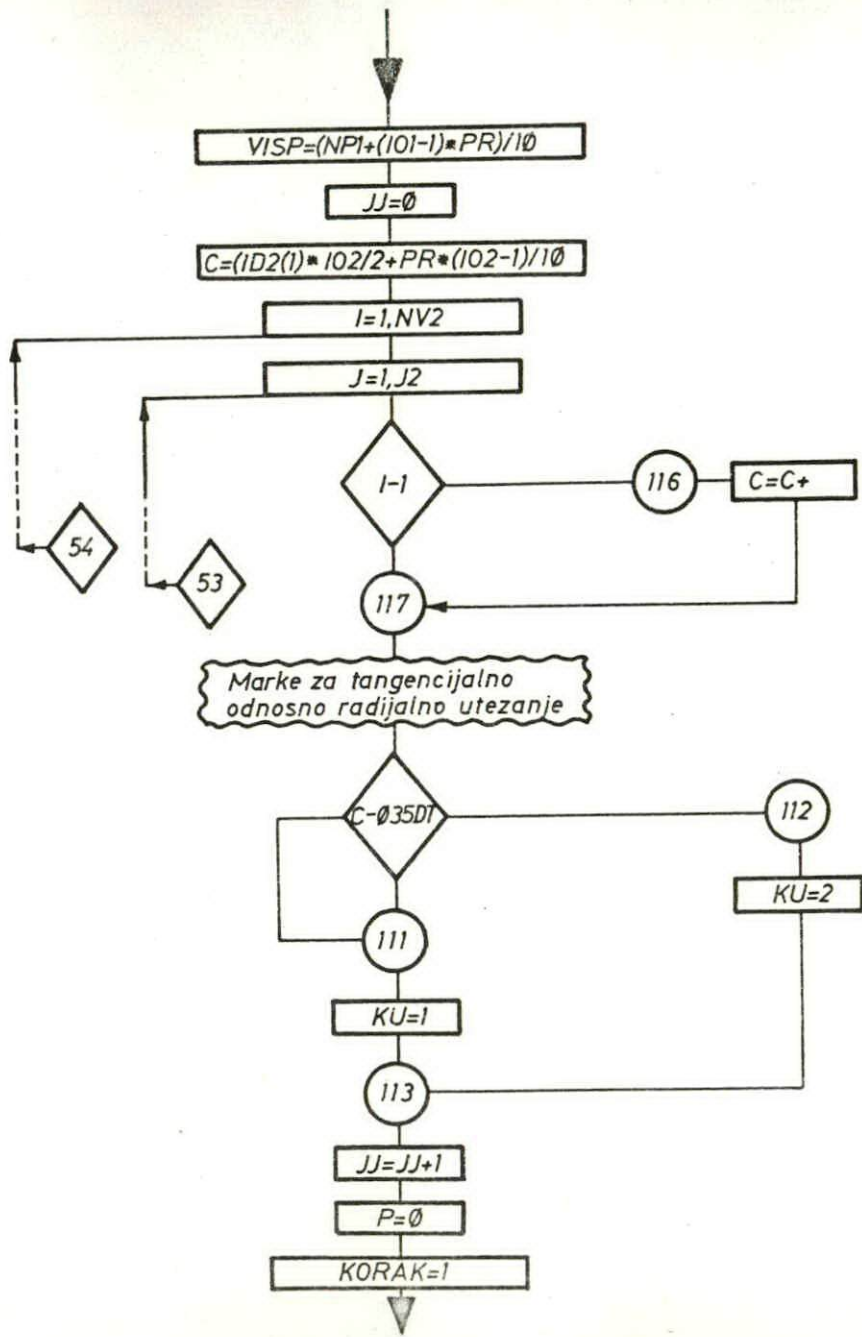 VISP=(NP1+(IO1-1)*PR)/1Ø
JJ=Ø
C=(ID2(1)*IO2/2+PR*(IO2-1)/1Ø
I=1,NV2
J=1,J2
I-1
116
C=C+
54
53
117
Marke za tangencijalno
odnosno radijalno utezanje
C-Ø35DT
112
KU=2
111
KU=1
113
JJ=JJ+1
P=Ø
KORAK=1